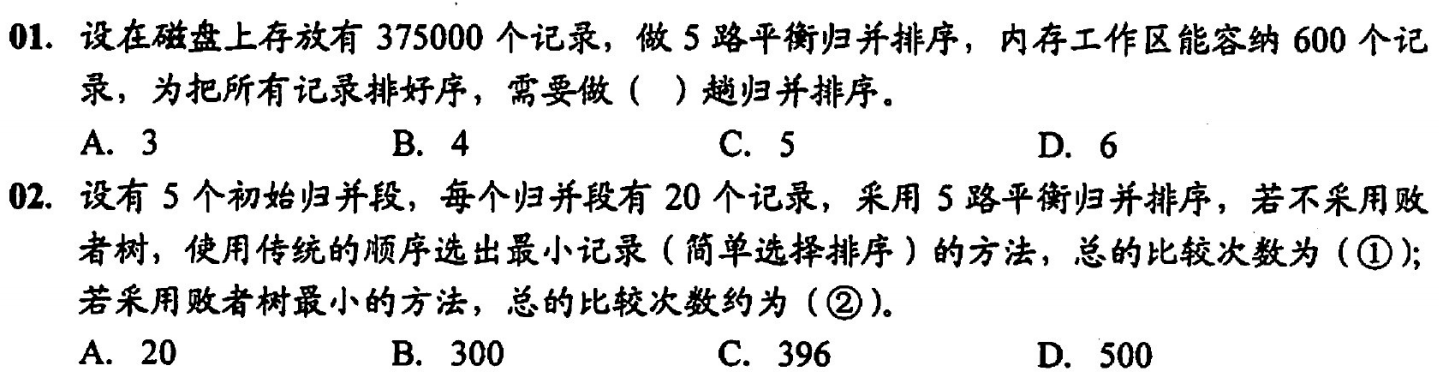 01. 设在磁盘上存放有 375000 个记录，做 5 路平衡归并排序，内存工作区能容纳 600 个记
录，为把所有记录排好序，需要做（ ）趟归并排序。
A. 3 B. 4 C. 5 D. 6
02. 设有 5 个初始归并段，每个归并段有 20 个记录，采用 5 路平衡归并排序，若不采用败
者树，使用传统的顺序选出最小记录（简单选择排序）的方法，总的比较次数为（①）；
若采用败者树最小的方法，总的比较次数约为（②）。
A. 20 B. 300 C. 396 D. 500